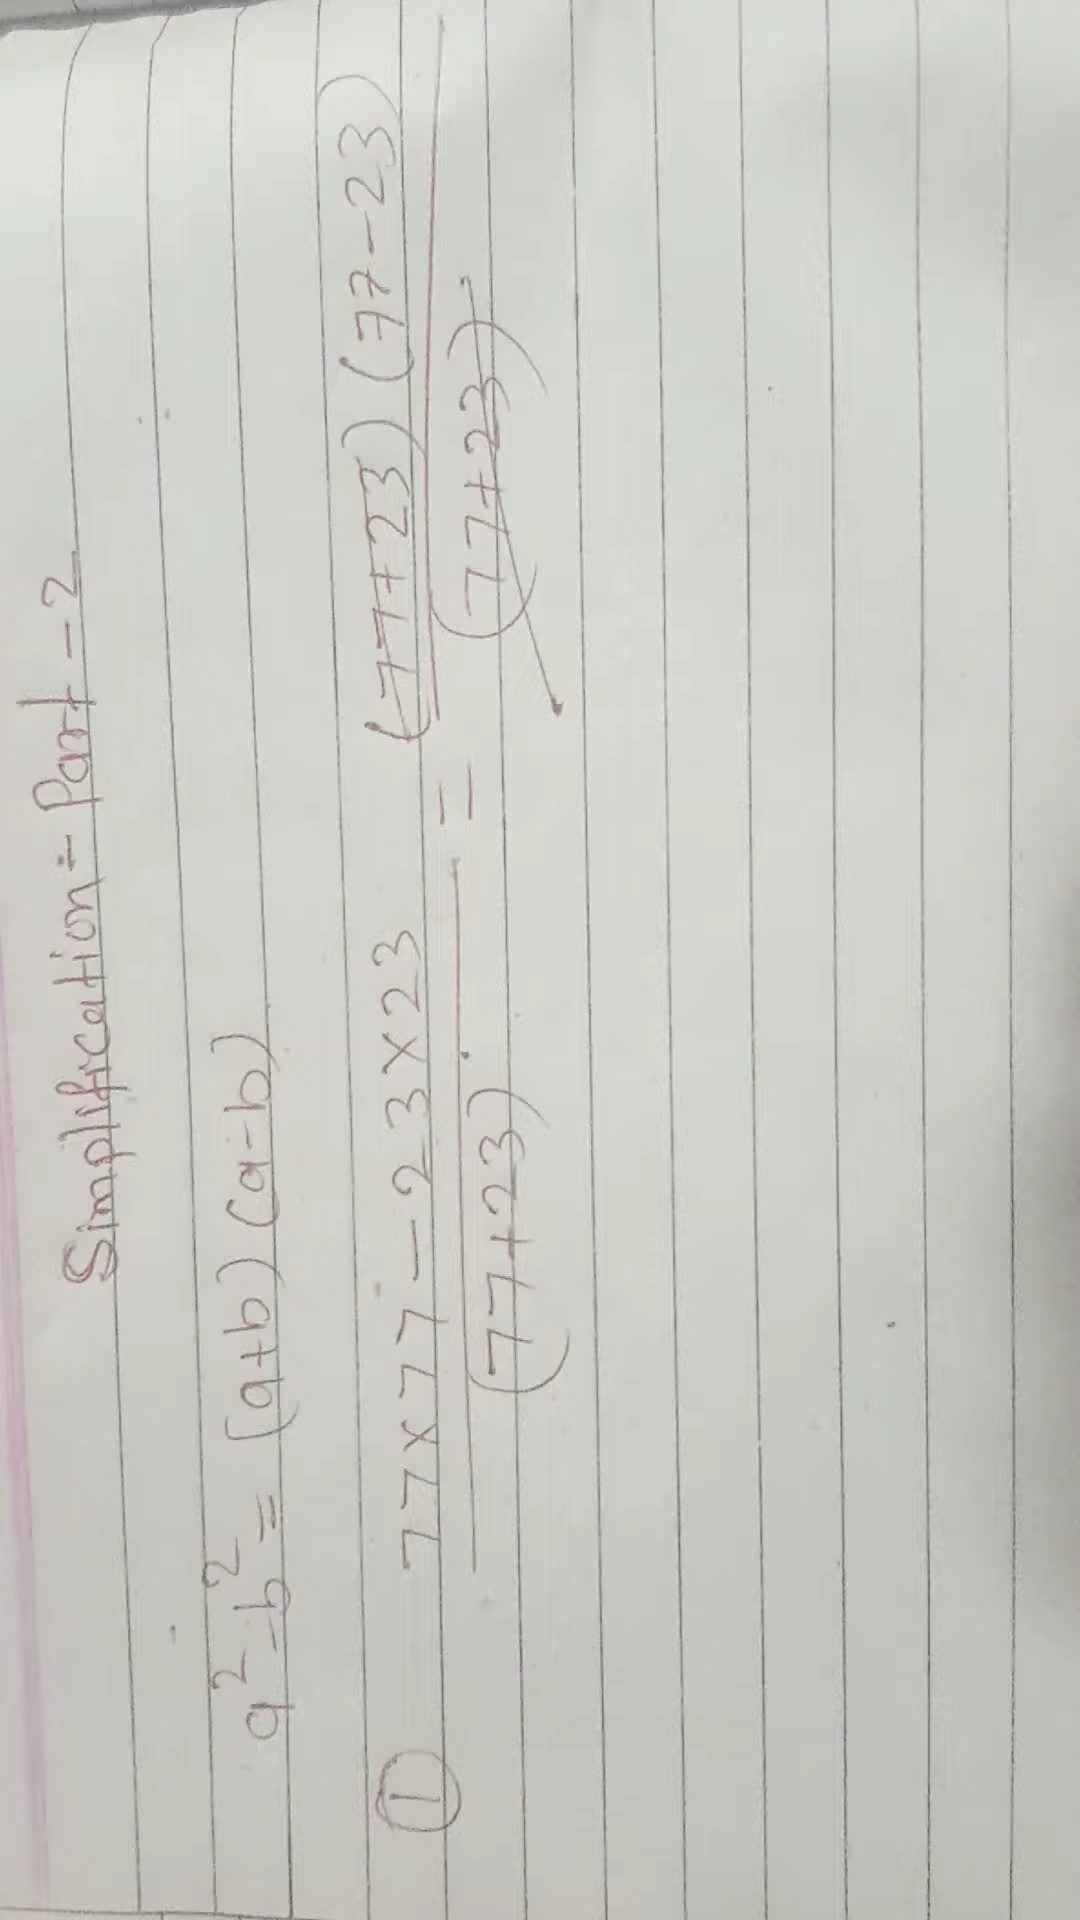 Simplification:- Part-2
a²-b² = (a+b) (a-b)
① 77×77-23×23 = (77+23) (77-23)
(77+23) (77+23)